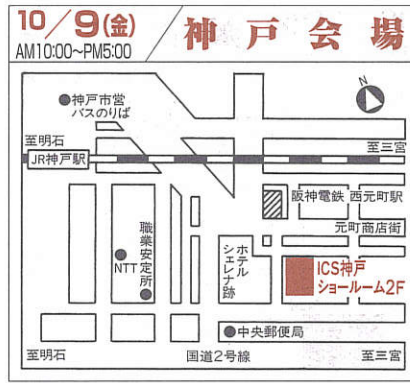 10/9(金)
AM10:00~PM5:00
神戸会場
N
神戸市営
バスのりば
至明石
至三宮
JR神戸駅
阪神電鉄 西元町駅
元町商店街
職業安定所
NTT
ホテル
シェレナ跡
ICS神戸
ショールーム2F
中央郵便局
至明石
国道2号線
至三宮